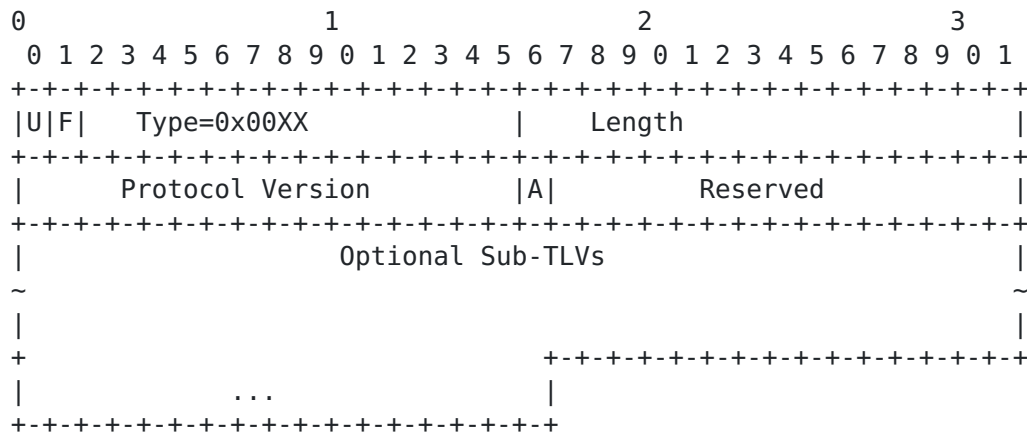 0                   1                   2                   3
 0 1 2 3 4 5 6 7 8 9 0 1 2 3 4 5 6 7 8 9 0 1 2 3 4 5 6 7 8 9 0 1
+-+-+-+-+-+-+-+-+-+-+-+-+-+-+-+-+-+-+-+-+-+-+-+-+-+-+-+-+-+-+-+-+
|U|F|   Type=0x00XX             |    Length                     |
+-+-+-+-+-+-+-+-+-+-+-+-+-+-+-+-+-+-+-+-+-+-+-+-+-+-+-+-+-+-+-+-+
|      Protocol Version         |A|         Reserved            |
+-+-+-+-+-+-+-+-+-+-+-+-+-+-+-+-+-+-+-+-+-+-+-+-+-+-+-+-+-+-+-+-+
|                    Optional Sub-TLVs                          |
~                                                               ~
|                                                               |
+                                 +-+-+-+-+-+-+-+-+-+-+-+-+-+-+-+
|             ...                 |
+-+-+-+-+-+-+-+-+-+-+-+-+-+-+-+-+-+